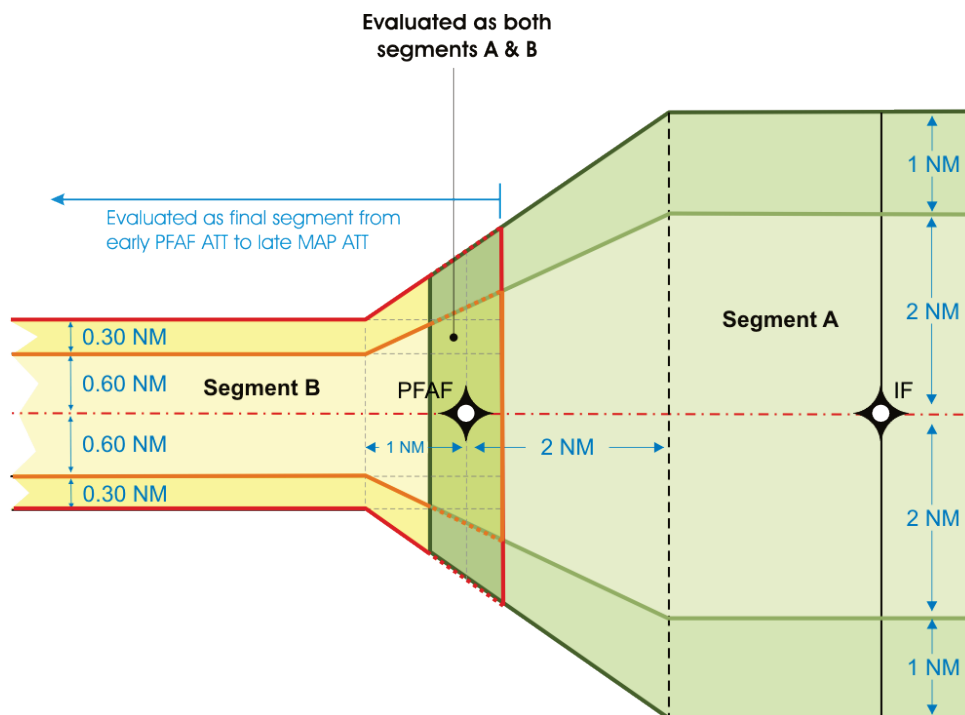 Evaluated as both
segments A & B
1 NM
Evaluated as final segment from
early PFAF ATT to late MAP ATT
2 NM
Segment A
0.30 NM
0.60 NM
Segment B
PFAF
IF
0.60 NM
1 NM
2 NM
0.30 NM
2 NM
1 NM